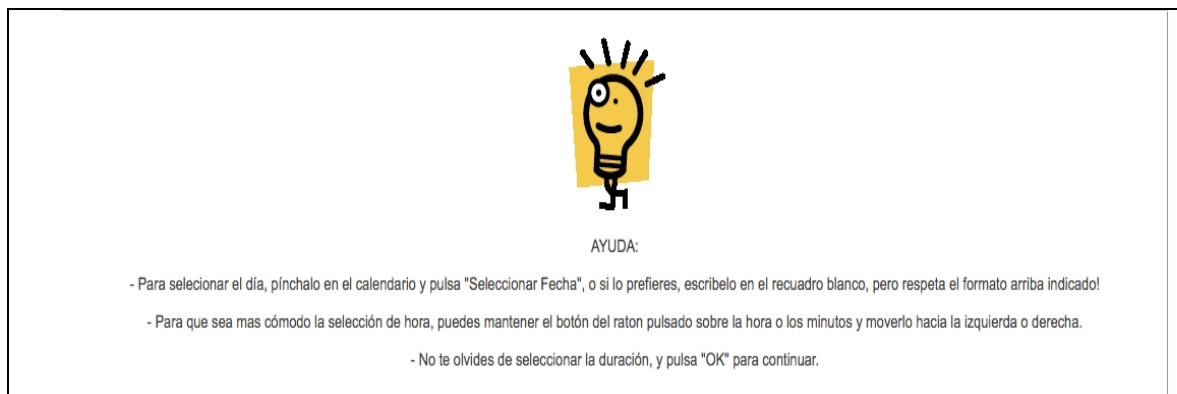 AYUDA:
- Para selecionar el día, pínchalo en el calendario y pulsa "Seleccionar Fecha", o si lo prefieres, escribelo en el recuadro blanco, pero respeta el formato arriba indicado!
- Para que sea mas cómodo la selección de hora, puedes mantener el botón del raton pulsado sobre la hora o los minutos y moverlo hacia la izquierda o derecha.
- No te olvides de seleccionar la duración, y pulsa "OK" para continuar.